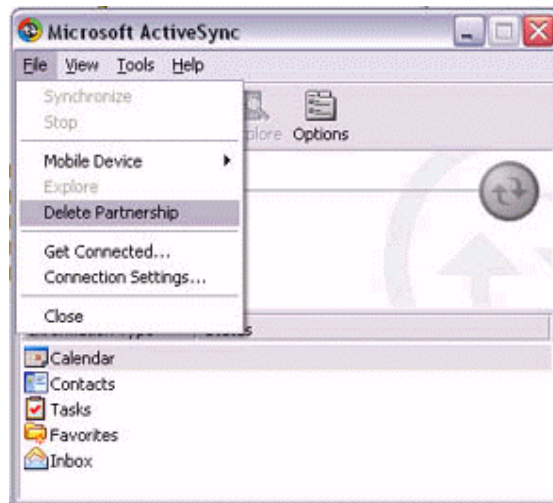 Microsoft ActiveSync
File View Tools Help
Synchronize
Stop
Options
Mobile Device
Explore
Delete Partnership
Get Connected...
Connection Settings...
Close
Calendar
Contacts
Tasks
Favorites
Inbox